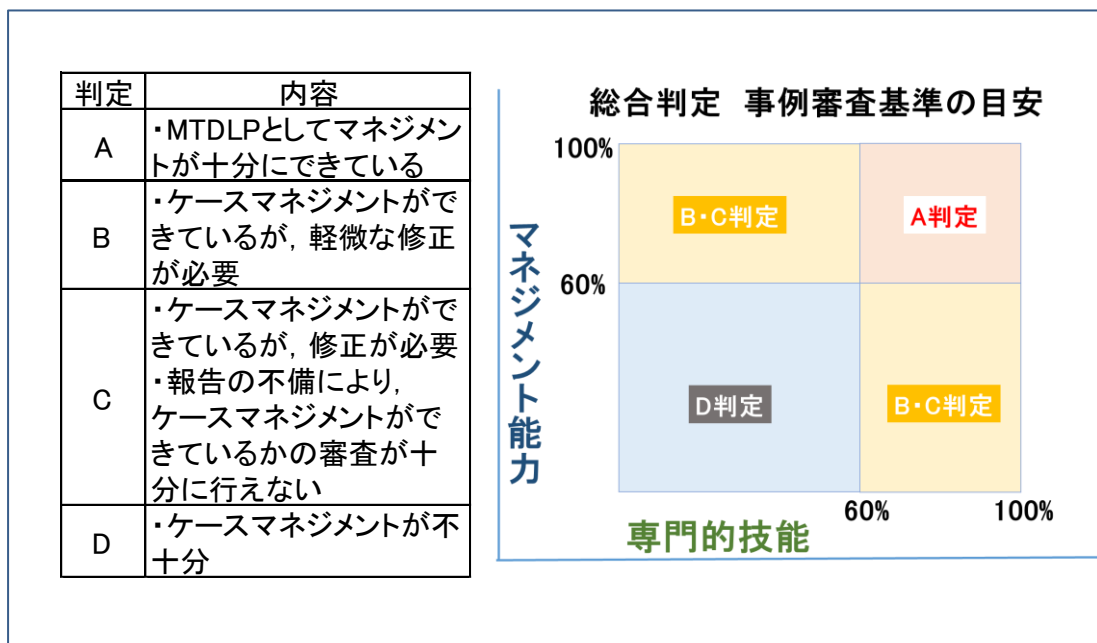 判定 内容
A ・MTDLPとしてマネジメン
トが十分にできている
B ・ケースマネジメントがで
きているが，軽微な修正
が必要
C ・ケースマネジメントがで
きているが，修正が必要
・報告の不備により，
ケースマネジメントがで
きているかの審査が十
分に行えない
D ・ケースマネジメントが不
十分
総合判定 事例審査基準の目安
100%
B・C判定 A判定
60%
D判定 B・C判定
60% 100%
マネジメント能力
専門的技能